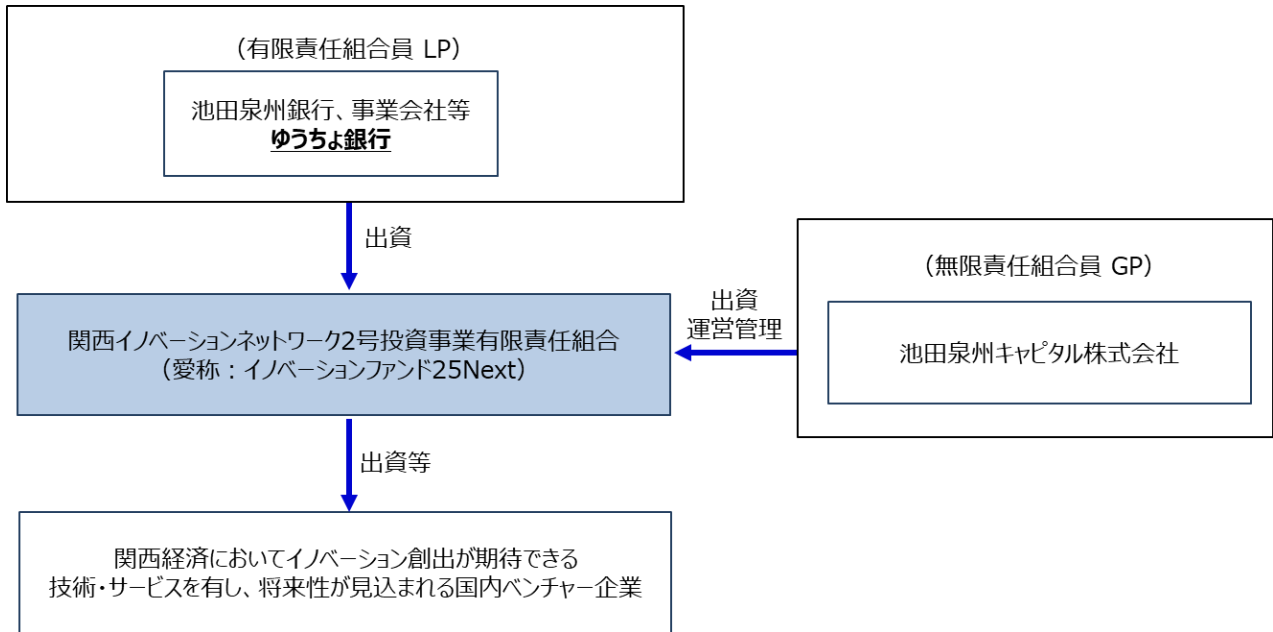 （有限責任組合員 LP）
池田泉州銀行、事業会社等
ゆうちょ銀行
出資
（無限責任組合員 GP）
池田泉州キャピタル株式会社
出資
運営管理
関西イノベーションネットワーク2号投資事業有限責任組合
（愛称：イノベーションファンド25Next）
出資等
関西経済においてイノベーション創出が期待できる
技術・サービスを有し、将来性が見込まれる国内ベンチャー企業